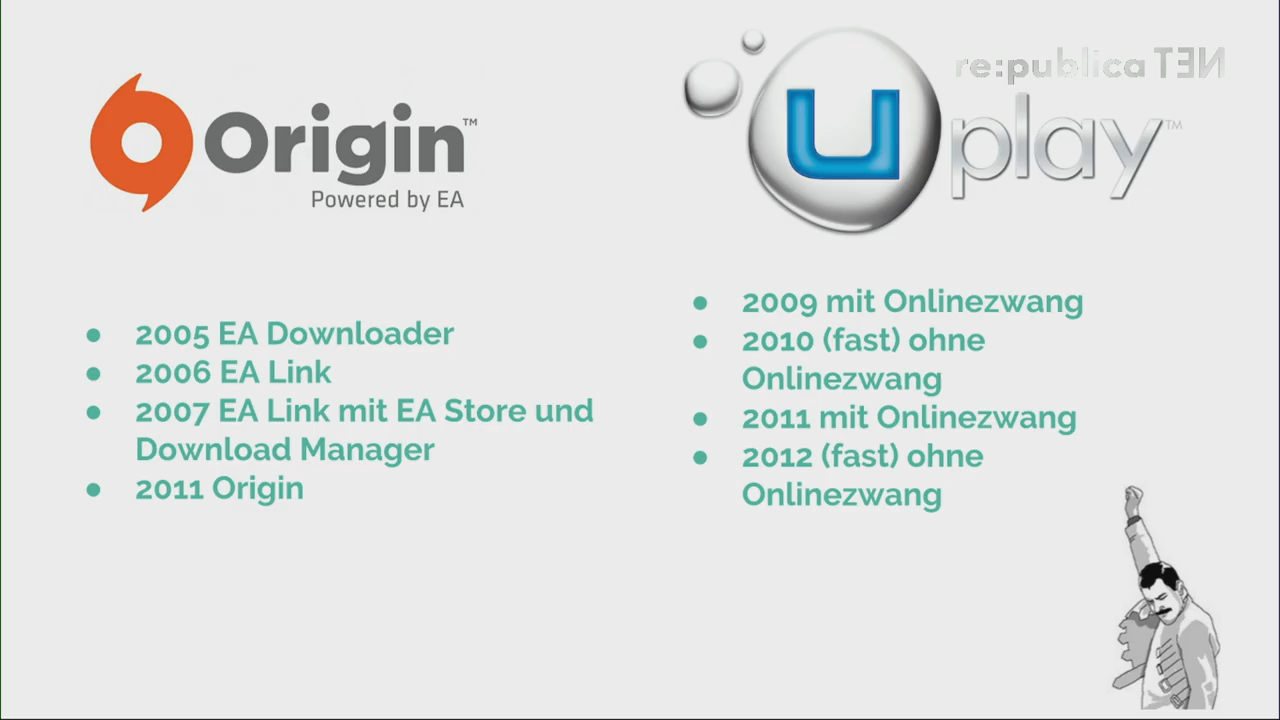 Origin™
Powered by EA
2005 EA Downloader
2006 EA Link
2007 EA Link mit EA Store und
Download Manager
2011 Origin
re:publica TEN
u play™
2009 mit Onlinezwang
2010 (fast) ohne
Onlinezwang
2011 mit Onlinezwang
2012 (fast) ohne
Onlinezwang